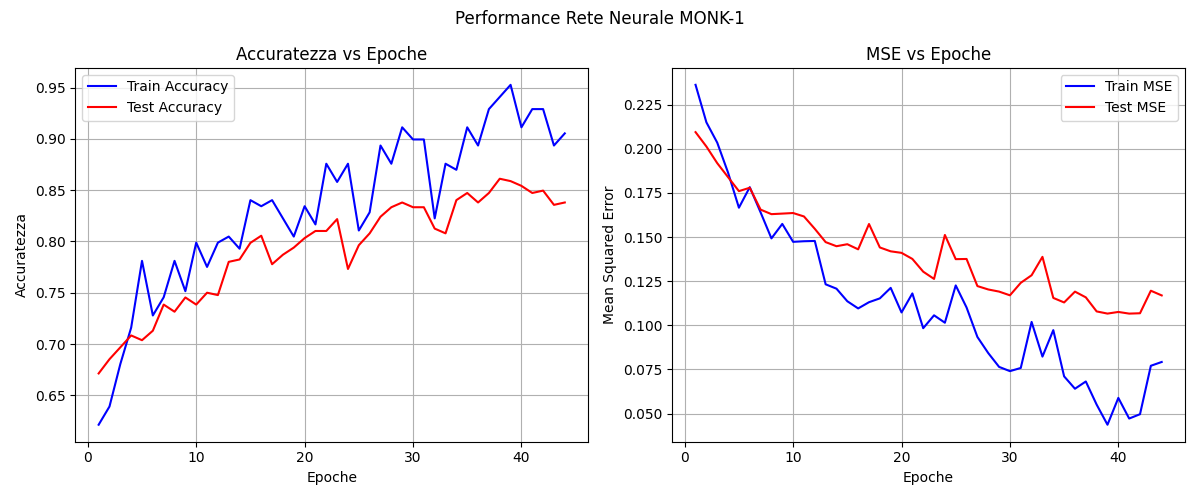 Performance Rete Neurale MONK-1
Accuratezza vs Epoche
Train Accuracy
Test Accuracy
0.95
0.90
0.85
0.80
0.75
0.70
0.65
Accuratezza
0 10 20 30 40
Epoche
MSE vs Epoche
Train MSE
Test MSE
0.225
0.200
0.175
0.150
0.125
0.100
0.075
0.050
Mean Squared Error
0 10 20 30 40
Epoche